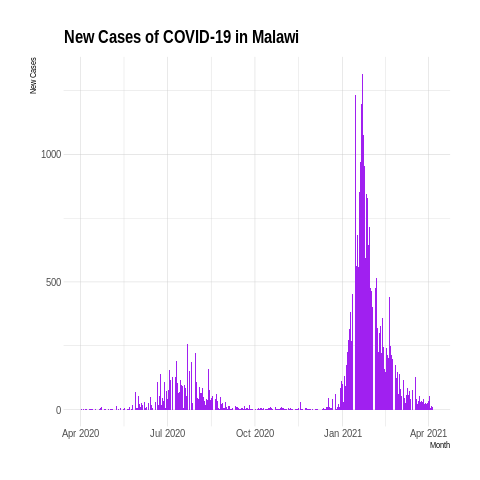 New Cases of COVID-19 in Malawi
New Cases
1000
500
0
Apr 2020
Jul 2020
Oct 2020
Jan 2021
Apr 2021
Month